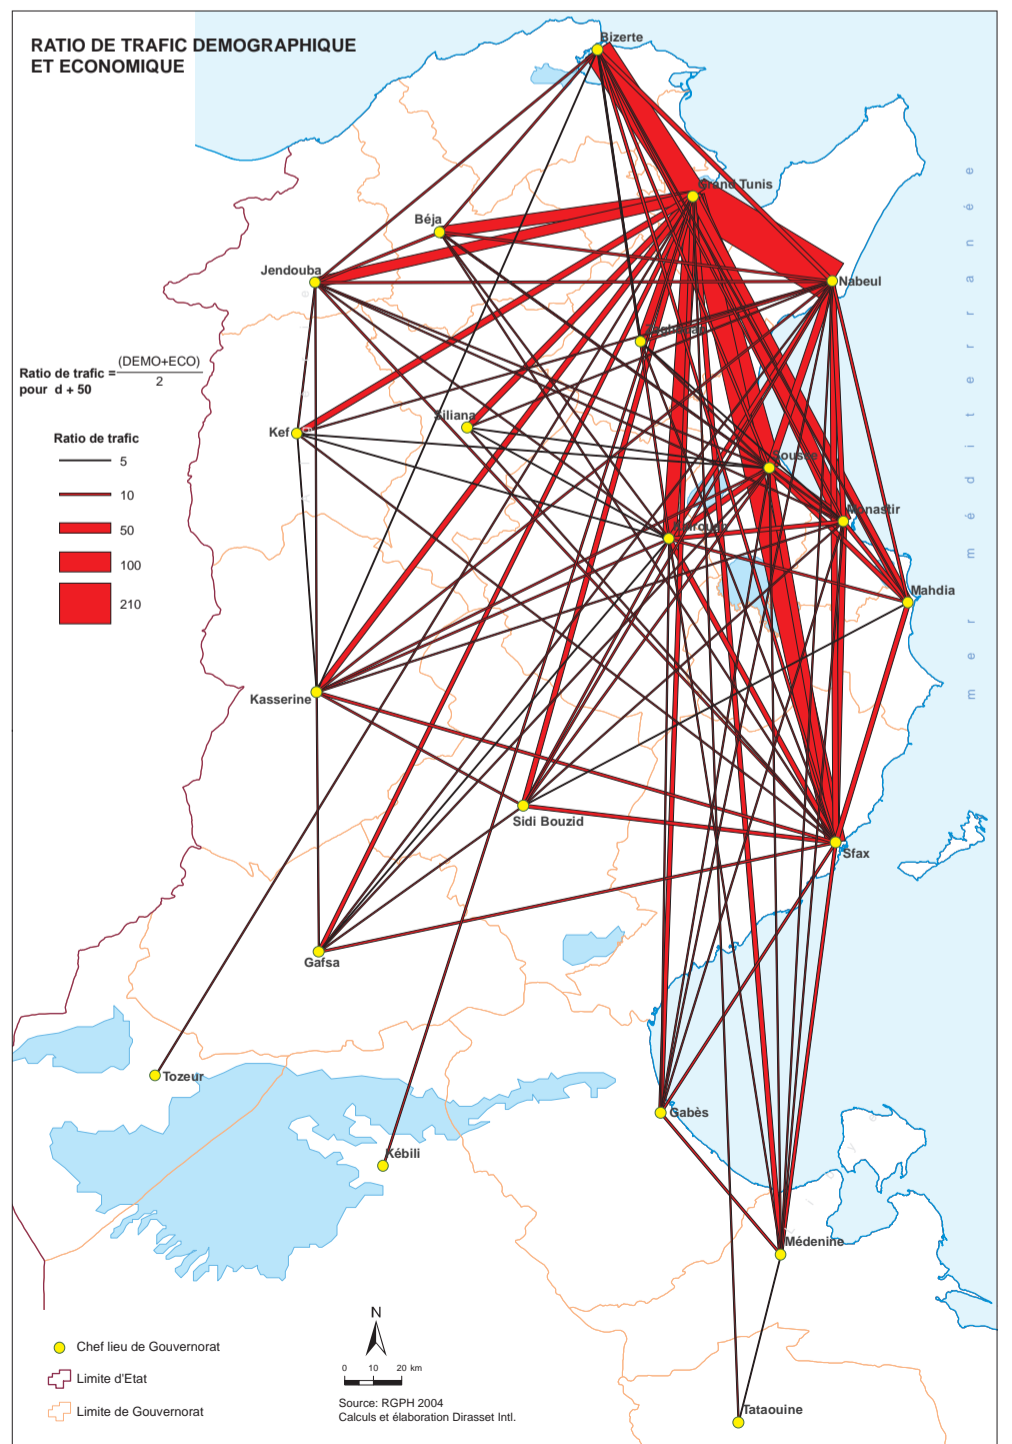 RATIO DE TRAFIC DEMOGRAPHIQUE
ET ECONOMIQUE
Bizerte
Grand Tunis
Béja
Jendouba
Nabeul
Ratio de trafic = (DEMO+ECO)
pour d + 50
2
Ratio de trafic
5
10
50
100
210
Siliana
Kef
Sousse
Monastir
Kairouan
Mahdia
mer méditerranée
Kasserine
Sidi Bouzid
Sfax
Gafsa
Tozeur
Gabès
Kébili
Médenine
Tataouine
N
0 10 20 km
Chef lieu de Gouvernorat
Limite d'Etat
Limite de Gouvernorat
Source: RGPH 2004
Calculs et élaboration Dirasset Intl.